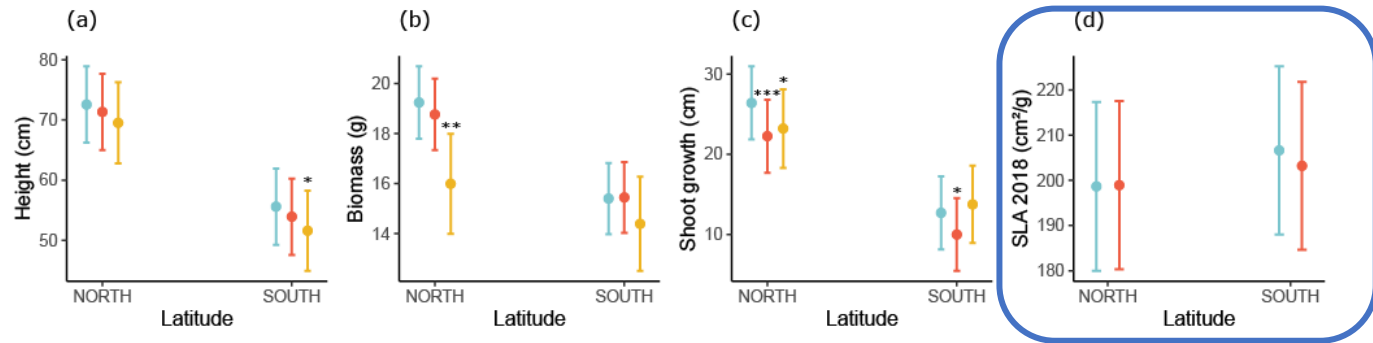 (a)
Height (cm)
80
70
60
50
*
NORTH
SOUTH
Latitude
(b)
Biomass (g)
20
18
16
14
**
NORTH
SOUTH
Latitude
(c)
Shoot growth (cm)
30
20
10
***
*
*
NORTH
SOUTH
Latitude
(d)
SLA 2018 (cm²/g)
220
210
200
190
180
NORTH
SOUTH
Latitude